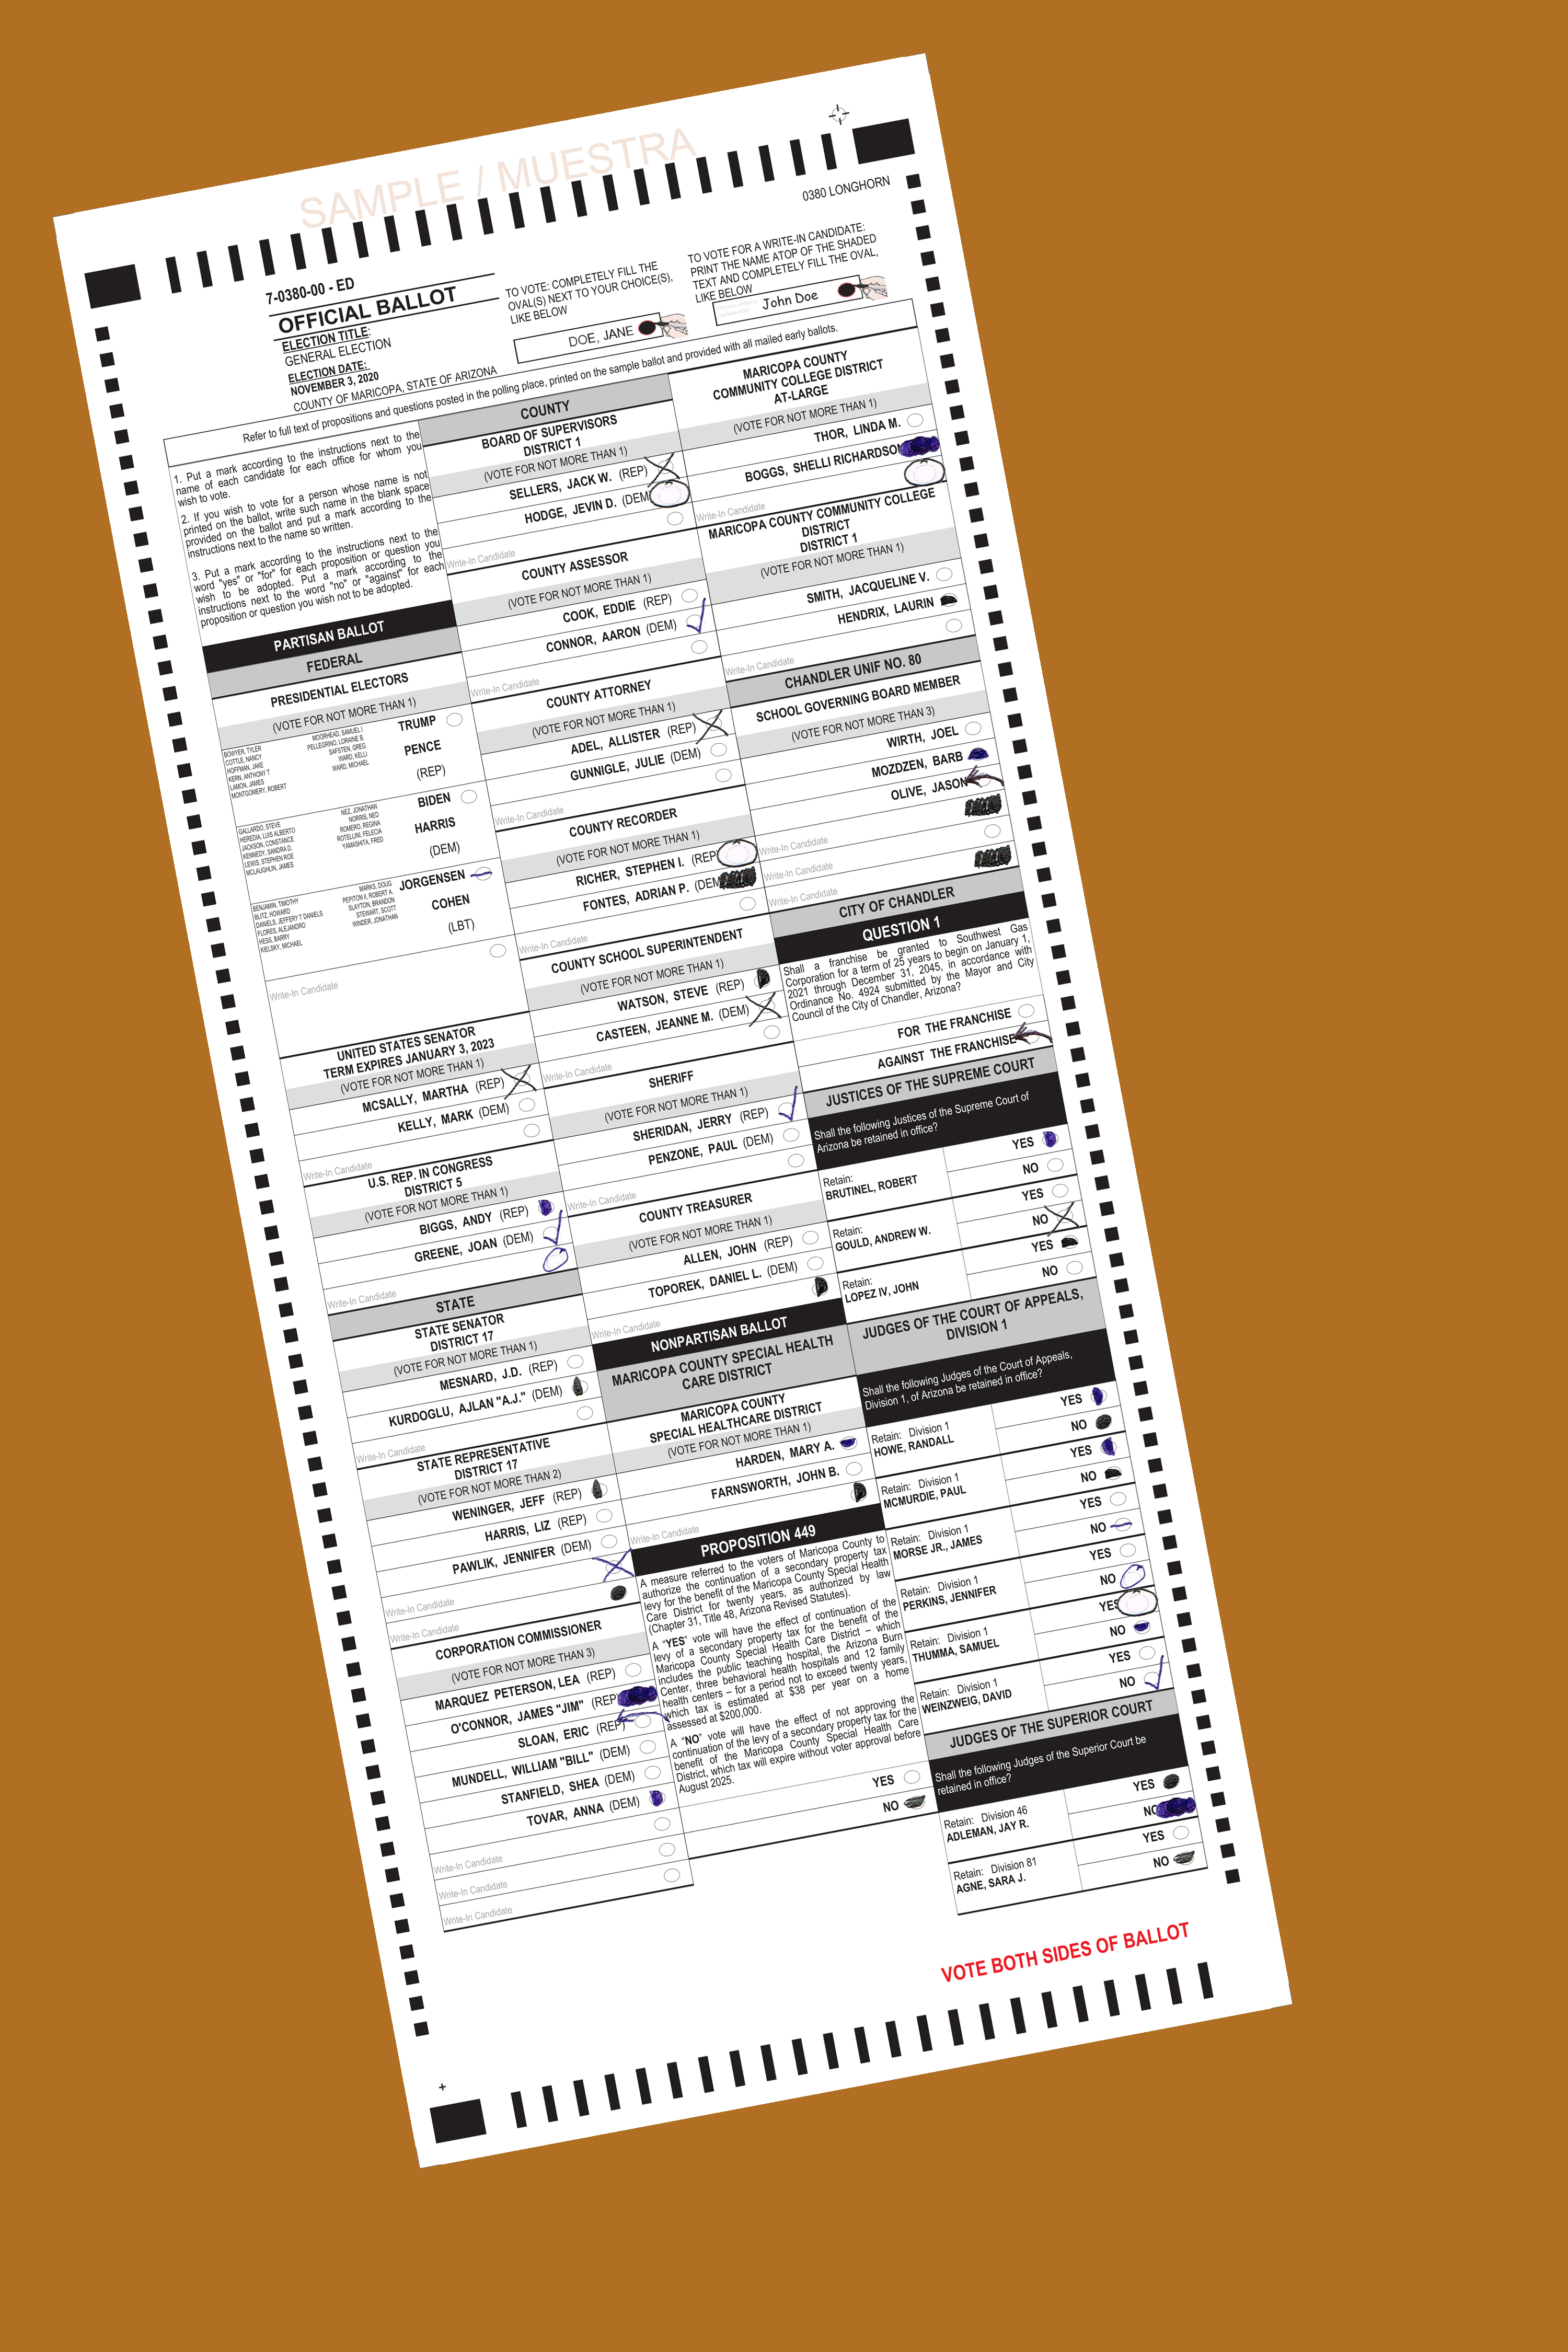 SAMPLE / MUESTRA
0380 LONGHORN
7-0380-00 - ED
OFFICIAL BALLOT
ELECTION TITLE:
GENERAL ELECTION
ELECTION DATE:
NOVEMBER 3, 2020
COUNTY OF MARICOPA, STATE OF ARIZONA
TO VOTE: COMPLETELY FILL THE
OVAL(S) NEXT TO YOUR CHOICE(S),
LIKE BELOW
DOE, JANE
TO VOTE FOR A WRITE-IN CANDIDATE:
PRINT THE NAME ATOP OF THE SHADED
TEXT AND COMPLETELY FILL THE OVAL,
LIKE BELOW
John Doe
Refer to full text of propositions and questions posted in the polling place, printed on the sample ballot and provided with all mailed early ballots.
1. Put a mark according to the instructions next to the
name of each candidate for each office for whom you
wish to vote.
2. If you wish to vote for a person whose name is not
printed on the ballot, write such name in the blank space
provided on the ballot and put a mark according to the
instructions next to the name so written.
3. Put a mark according to the instructions next to the
word "yes" or "for" for each proposition or question you
wish to be adopted. Put a mark according to the
instructions next to the word "no" or "against" for each
proposition or question you wish not to be adopted.
PARTISAN BALLOT
FEDERAL
PRESIDENTIAL ELECTORS
(VOTE FOR NOT MORE THAN 1)
BOWYER, TYLER
COTTLE, NANCY
HOFFMAN, JAKE
KERN, ANTHONY T
LAMON, JAMES
MONTGOMERY, ROBERT
MOORHEAD, SAMUEL I
PELLEGRINO, LORAINE B.
SAFSTEN, GREG
WARD, KELLI
WARD, MICHAEL
TRUMP
PENCE
(REP)
GALLARDO, STEVE
HEREDIA, LUIS ALBERTO
JACKSON, CONSTANCE
KENNEDY, SANDRA D.
LEWIS, STEPHEN ROE
MCLAUGHLIN, JAMES
NEZ, JONATHAN
NORRIS, NED
ROMERO, REGINA
ROTELLINI, FELECIA
YAMASHITA, FRED
BIDEN
HARRIS
(DEM)
BENJAMIN, TIMOTHY
BLITZ, HOWARD
DANIELS, JEFFERY T DANIELS
FLORES, ALEJANDRO
HESS, BARRY
KIELSKY, MICHAEL
MARKS, DOUG
PEPITON II, ROBERT A.
SLAYTON, BRANDON
STEWART, SCOTT
WINDER, JONATHAN
JORGENSEN
COHEN
(LBT)
Write-In Candidate
UNITED STATES SENATOR
TERM EXPIRES JANUARY 3, 2023
(VOTE FOR NOT MORE THAN 1)
MCSALLY, MARTHA (REP)
KELLY, MARK (DEM)
Write-In Candidate
U.S. REP. IN CONGRESS
DISTRICT 5
(VOTE FOR NOT MORE THAN 1)
BIGGS, ANDY (REP)
GREENE, JOAN (DEM)
Write-In Candidate
STATE
STATE SENATOR
DISTRICT 17
(VOTE FOR NOT MORE THAN 1)
MESNARD, J.D. (REP)
KURDOGLU, AJLAN "A.J." (DEM)
Write-In Candidate
STATE REPRESENTATIVE
DISTRICT 17
(VOTE FOR NOT MORE THAN 2)
WENINGER, JEFF (REP)
HARRIS, LIZ (REP)
PAWLIK, JENNIFER (DEM)
Write-In Candidate
Write-In Candidate
CORPORATION COMMISSIONER
(VOTE FOR NOT MORE THAN 3)
MARQUEZ PETERSON, LEA (REP)
O'CONNOR, JAMES "JIM" (REP)
SLOAN, ERIC (REP)
MUNDELL, WILLIAM "BILL" (DEM)
STANFIELD, SHEA (DEM)
TOVAR, ANNA (DEM)
Write-In Candidate
Write-In Candidate
Write-In Candidate
COUNTY
BOARD OF SUPERVISORS
DISTRICT 1
(VOTE FOR NOT MORE THAN 1)
SELLERS, JACK W. (REP)
HODGE, JEVIN D. (DEM
Write-In Candidate
COUNTY ASSESSOR
(VOTE FOR NOT MORE THAN 1)
COOK, EDDIE (REP)
CONNOR, AARON (DEM)
Write-In Candidate
COUNTY ATTORNEY
(VOTE FOR NOT MORE THAN 1)
ADEL, ALLISTER (REP)
GUNNIGLE, JULIE (DEM)
Write-In Candidate
COUNTY RECORDER
(VOTE FOR NOT MORE THAN 1)
RICHER, STEPHEN I. (REP
FONTES, ADRIAN P. (DEM
Write-In Candidate
COUNTY SCHOOL SUPERINTENDENT
(VOTE FOR NOT MORE THAN 1)
WATSON, STEVE (REP)
CASTEEN, JEANNE M. (DEM)
Write-In Candidate
SHERIFF
(VOTE FOR NOT MORE THAN 1)
SHERIDAN, JERRY (REP)
PENZONE, PAUL (DEM)
Write-In Candidate
COUNTY TREASURER
(VOTE FOR NOT MORE THAN 1)
ALLEN, JOHN (REP)
TOPOREK, DANIEL L. (DEM)
Write-In Candidate
NONPARTISAN BALLOT
MARICOPA COUNTY SPECIAL HEALTH
CARE DISTRICT
MARICOPA COUNTY
SPECIAL HEALTHCARE DISTRICT
(VOTE FOR NOT MORE THAN 1)
HARDEN, MARY A.
FARNSWORTH, JOHN B.
Write-In Candidate
PROPOSITION 449
A measure referred to the voters of Maricopa County to
authorize the continuation of a secondary property tax
levy for the benefit of the Maricopa County Special Health
Care District for twenty years, as authorized by law
(Chapter 31, Title 48, Arizona Revised Statutes).
A "YES" vote will have the effect of continuation of the
levy of a secondary property tax for the benefit of the
Maricopa County Special Health Care District – which
includes the public teaching hospital, the Arizona Burn
Center, three behavioral health hospitals and 12 family
health centers – for a period not to exceed twenty years,
which tax is estimated at $38 per year on a home
assessed at $200,000.
A "NO" vote will have the effect of not approving the
continuation of the levy of a secondary property tax for the
benefit of the Maricopa County Special Health Care
District, which tax will expire without voter approval before
August 2025.
YES
NO
MARICOPA COUNTY
COMMUNITY COLLEGE DISTRICT
AT-LARGE
(VOTE FOR NOT MORE THAN 1)
THOR, LINDA M.
BOGGS, SHELLI RICHARDSON
Write-In Candidate
MARICOPA COUNTY COMMUNITY COLLEGE
DISTRICT
DISTRICT 1
(VOTE FOR NOT MORE THAN 1)
SMITH, JACQUELINE V.
HENDRIX, LAURIN
Write-In Candidate
CHANDLER UNIF NO. 80
SCHOOL GOVERNING BOARD MEMBER
(VOTE FOR NOT MORE THAN 3)
WIRTH, JOEL
MOZDZEN, BARB
OLIVE, JASON
Write-In Candidate
Write-In Candidate
Write-In Candidate
CITY OF CHANDLER
QUESTION 1
Shall a franchise be granted to Southwest Gas
Corporation for a term of 25 years to begin on January 1,
2021 through December 31, 2045, in accordance with
Ordinance No. 4924 submitted by the Mayor and City
Council of the City of Chandler, Arizona?
FOR THE FRANCHISE
AGAINST THE FRANCHISE
JUSTICES OF THE SUPREME COURT
Shall the following Justices of the Supreme Court of
Arizona be retained in office?
Retain:
BRUTINEL, ROBERT
YES
NO
Retain:
GOULD, ANDREW W.
YES
NO
Retain:
LOPEZ IV, JOHN
YES
NO
JUDGES OF THE COURT OF APPEALS,
DIVISION 1
Shall the following Judges of the Court of Appeals,
Division 1, of Arizona be retained in office?
Retain: Division 1
HOWE, RANDALL
YES
NO
Retain: Division 1
MCMURDIE, PAUL
YES
NO
Retain: Division 1
MORSE JR., JAMES
YES
NO
Retain: Division 1
PERKINS, JENNIFER
YES
NO
Retain: Division 1
THUMMA, SAMUEL
YES
NO
Retain: Division 1
WEINZWEIG, DAVID
YES
NO
JUDGES OF THE SUPERIOR COURT
Shall the following Judges of the Superior Court be
retained in office?
Retain: Division 46
ADLEMAN, JAY R.
YES
NO
Retain: Division 81
AGNE, SARA J.
YES
NO
VOTE BOTH SIDES OF BALLOT